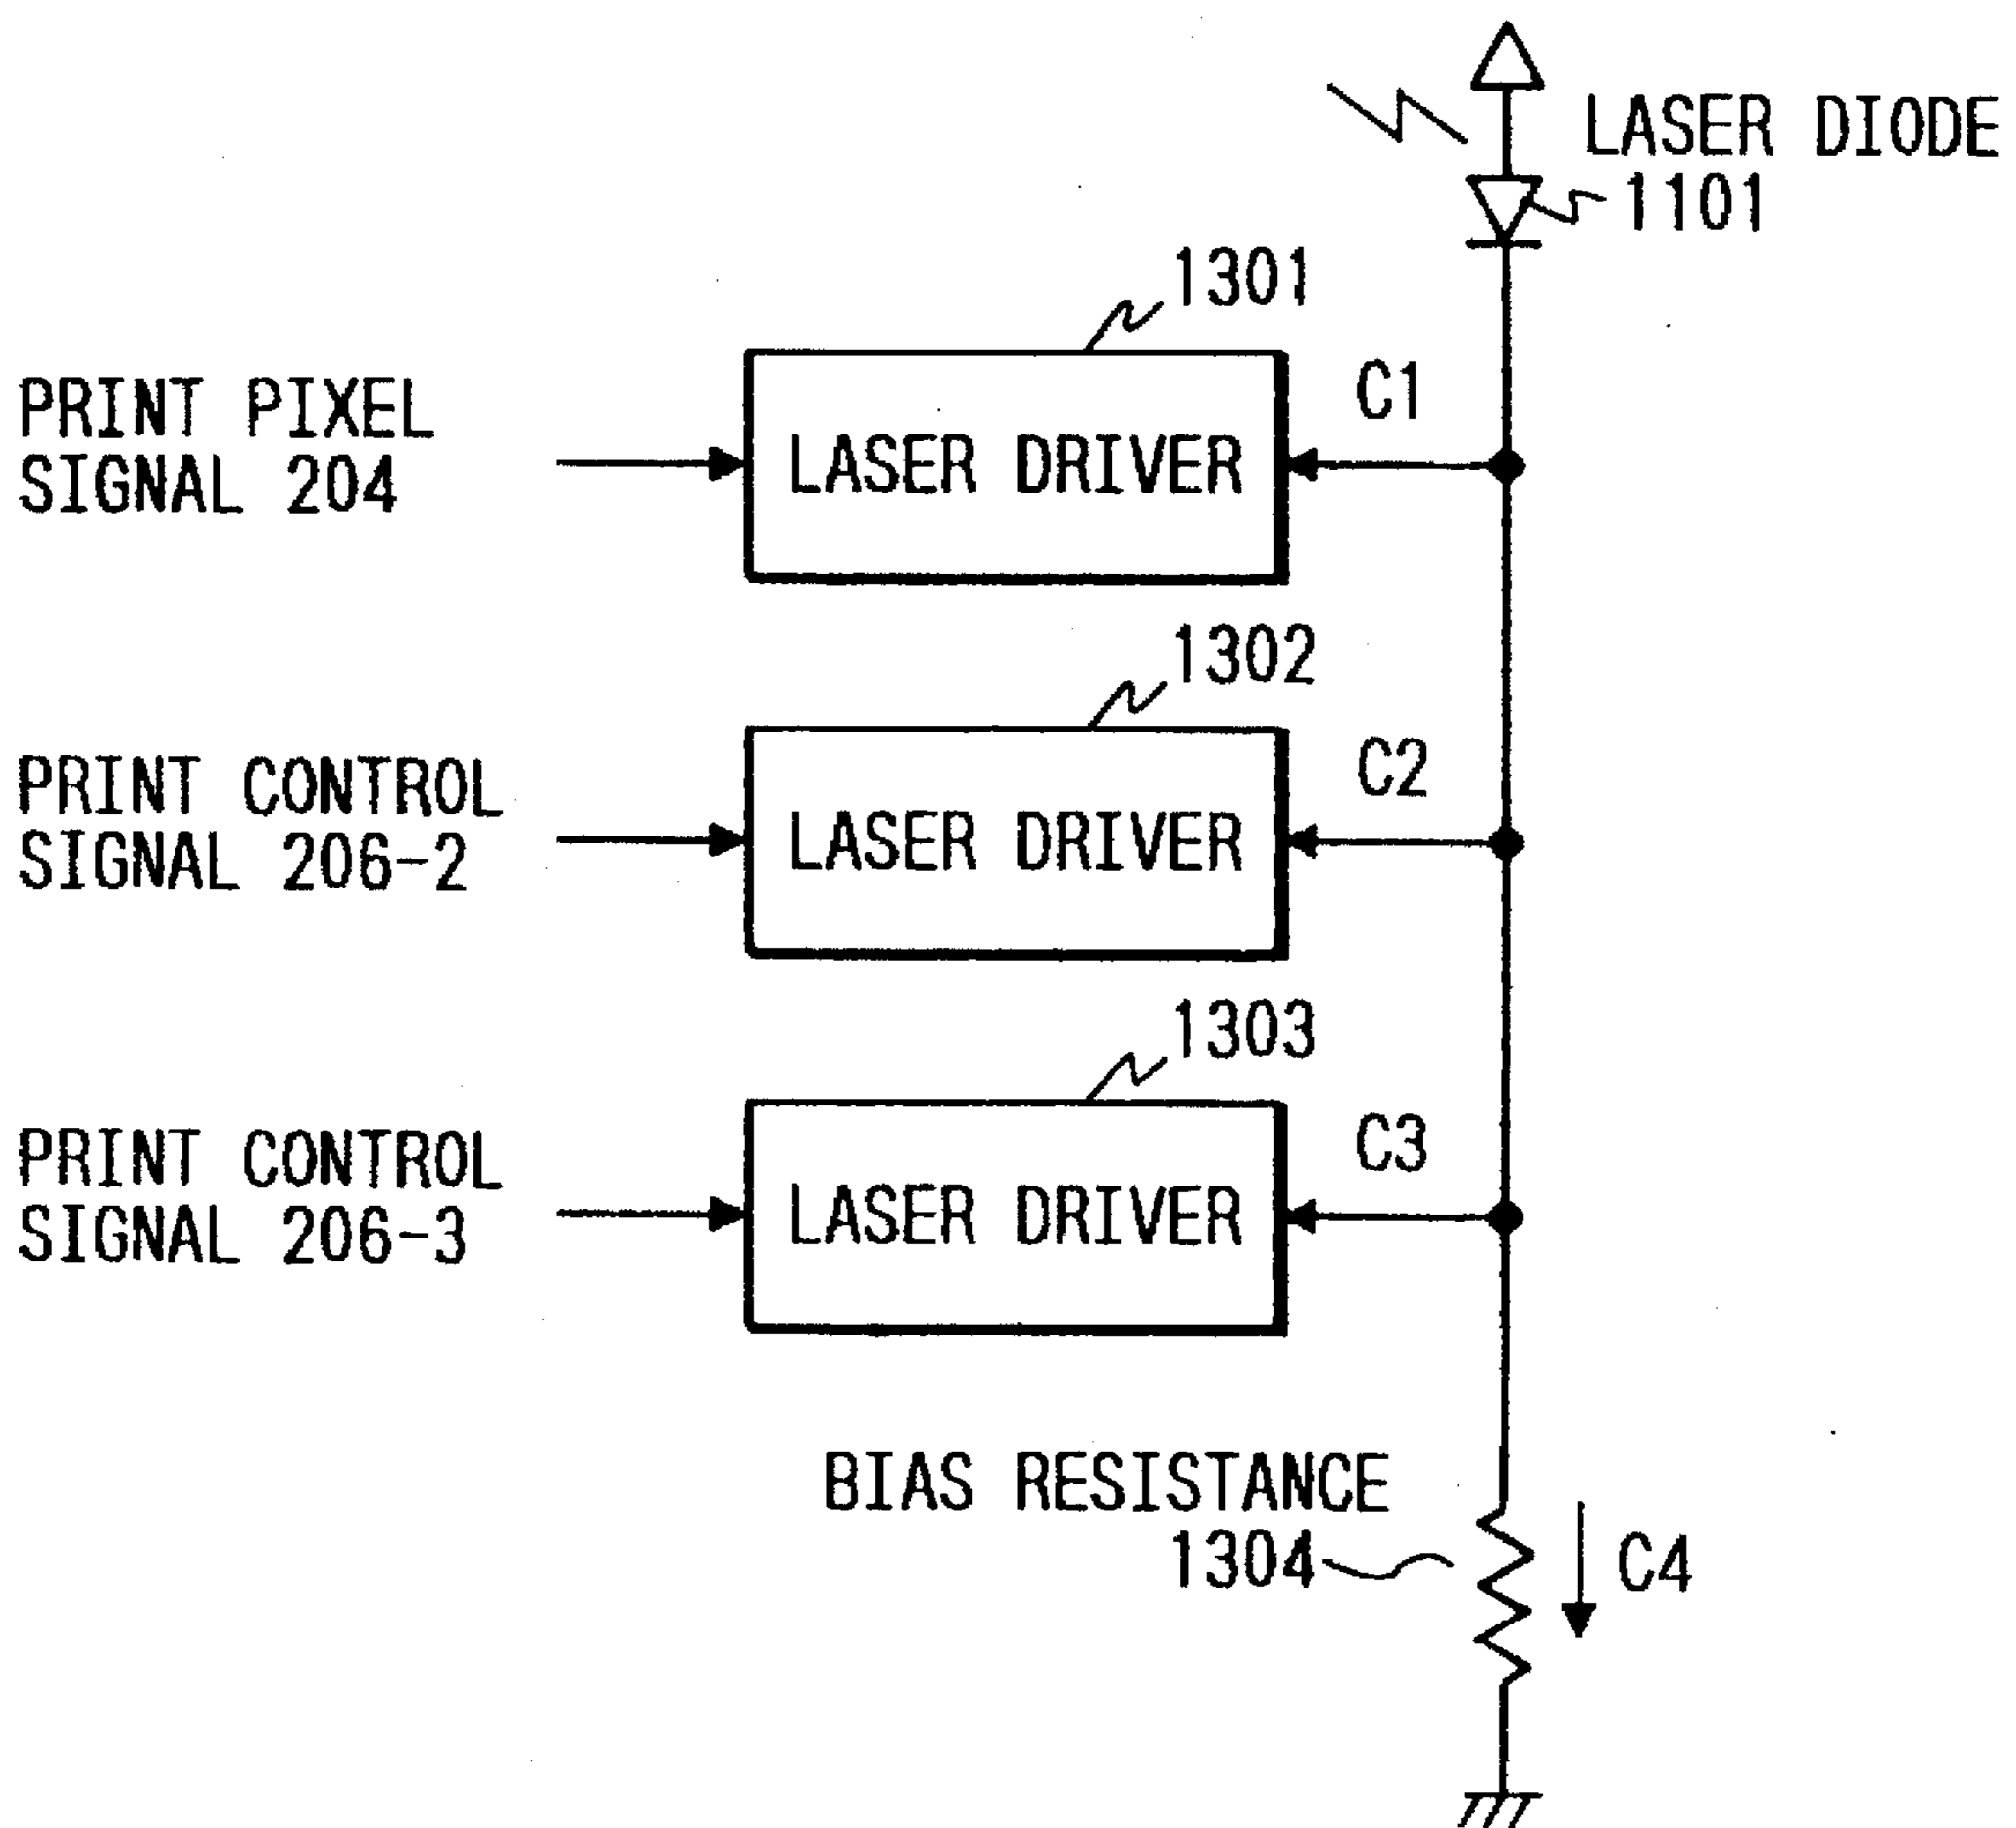 LASER DIODE
1101
1301
PRINT PIXEL
SIGNAL 204
LASER DRIVER
C1
1302
PRINT CONTROL
SIGNAL 206-2
LASER DRIVER
C2
1303
PRINT CONTROL
SIGNAL 206-3
LASER DRIVER
C3
BIAS RESISTANCE
1304
C4